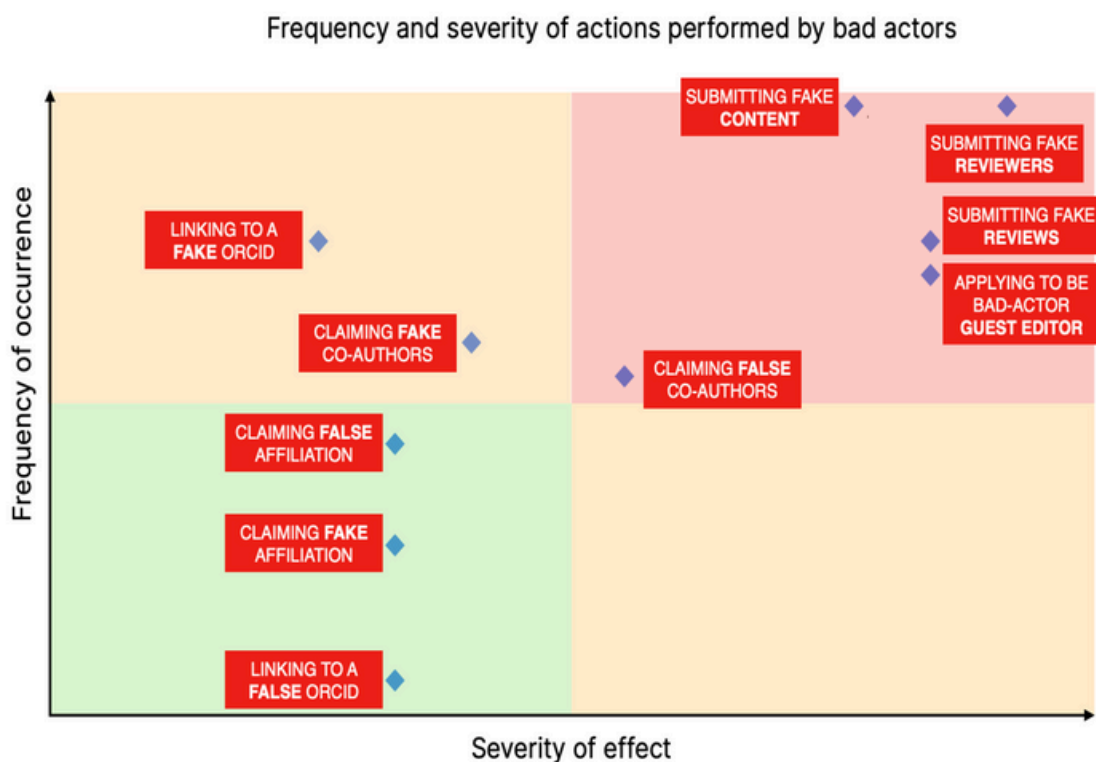 Frequency and severity of actions performed by bad actors
SUBMITTING FAKE
CONTENT
SUBMITTING FAKE
REVIEWERS
LINKING TO A
FAKE ORCID
SUBMITTING FAKE
REVIEWS
APPLYING TO BE
BAD-ACTOR
GUEST EDITOR
CLAIMING FAKE
CO-AUTHORS
CLAIMING FALSE
CO-AUTHORS
CLAIMING FALSE
AFFILIATION
CLAIMING FAKE
AFFILIATION
LINKING TO A
FALSE ORCID
Frequency of occurrence
Severity of effect